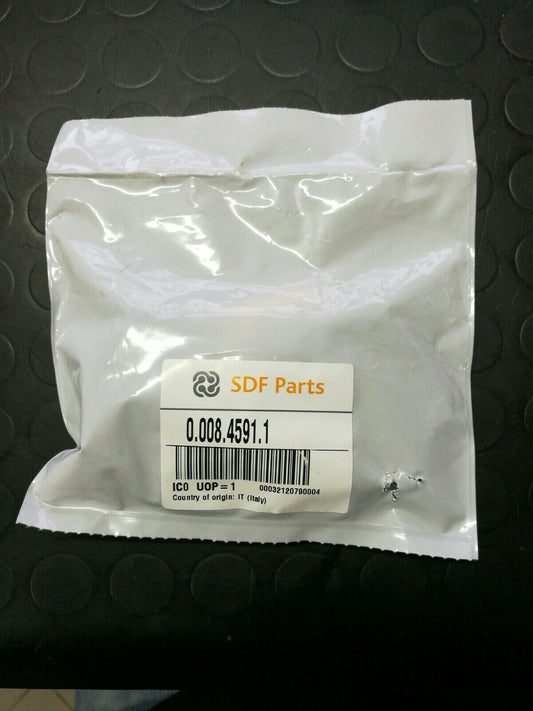 SDF Parts
0.008.4591.1
IC0 UOP=1 00032120790004
Country of origin: IT (Italy)